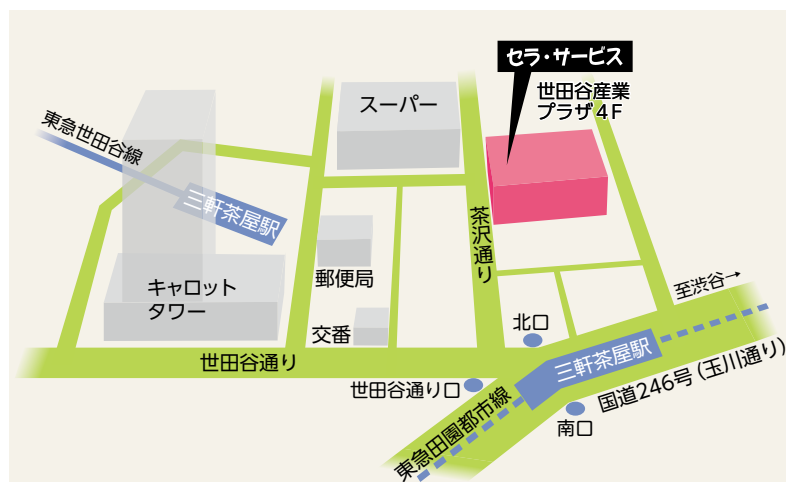 セラ・サービス
世田谷産業
プラザ4F
スーパー
東急世田谷線
三軒茶屋駅
茶沢通り
キャロット
タワー
郵便局
至渋谷→
北口
交番
世田谷通り
三軒茶屋駅
世田谷通り口
国道246号(玉川通り)
南口
東急田園都市線